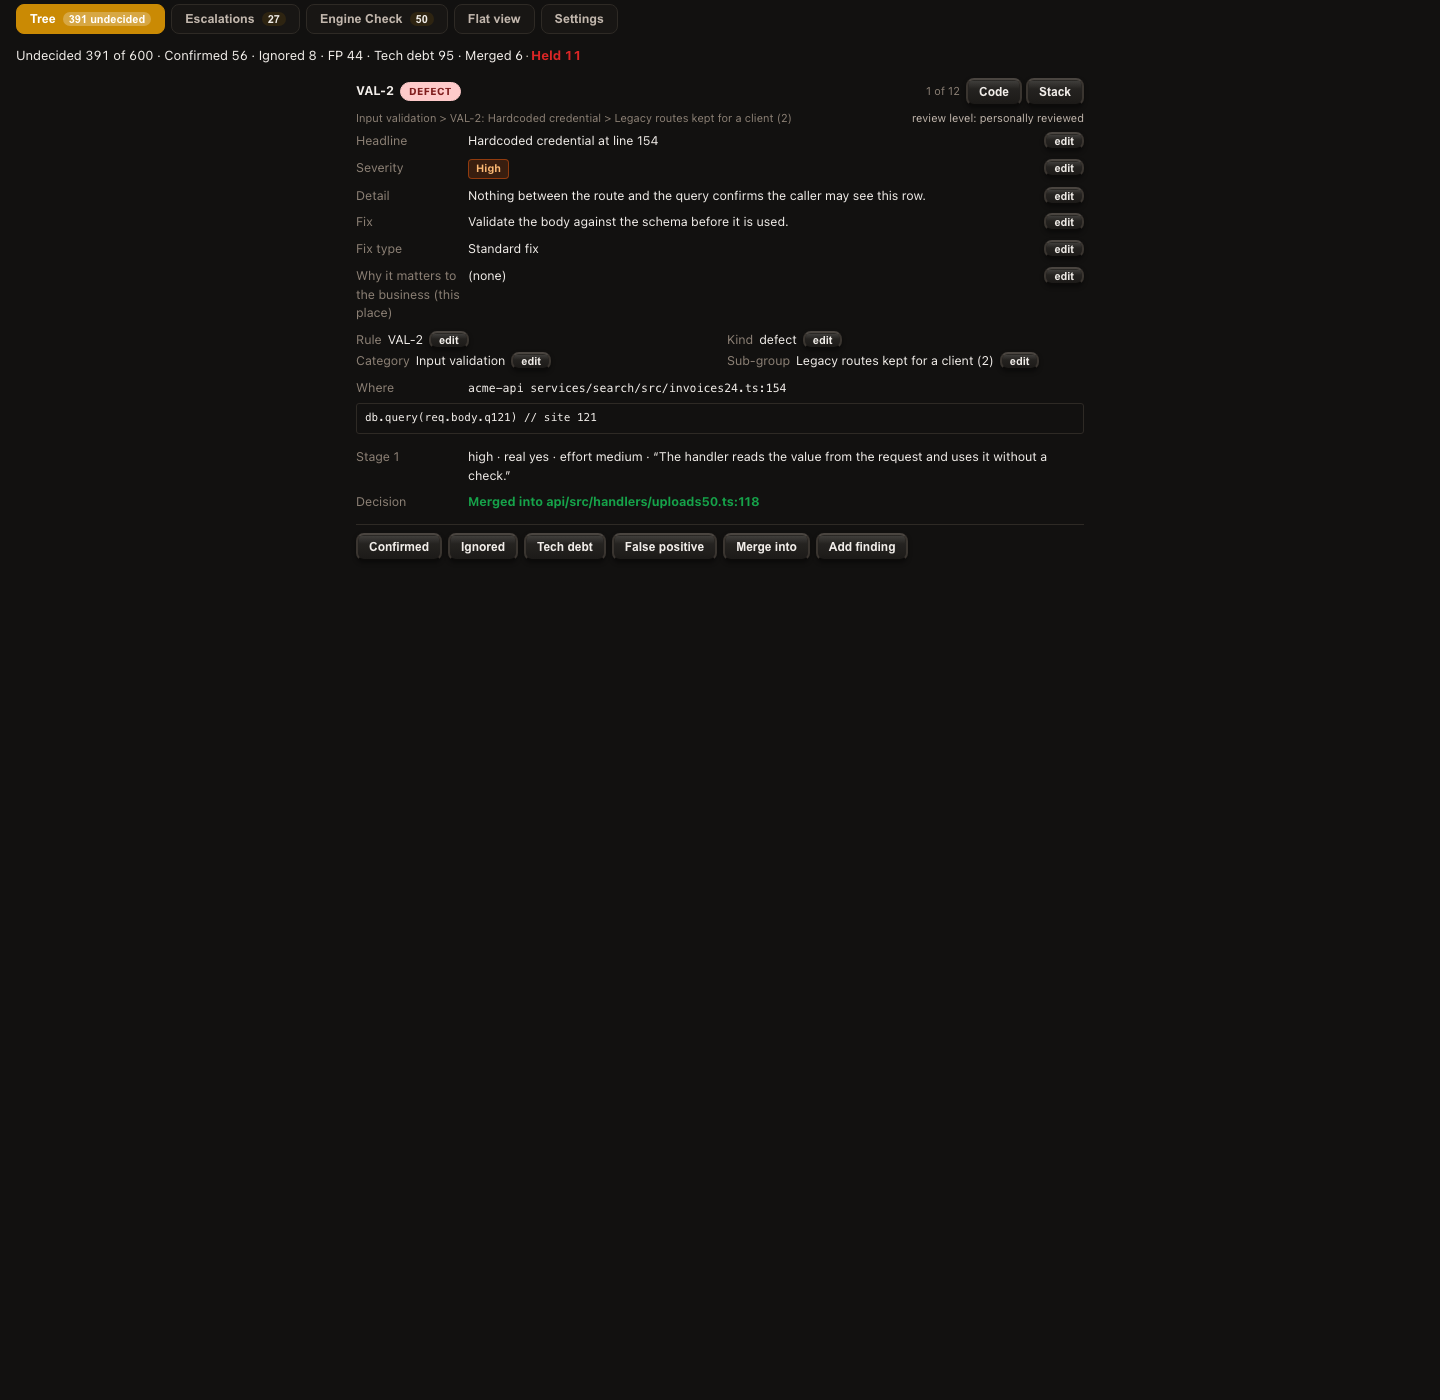 Tree 391 undecided Escalations 27 Engine Check 50 Flat view Settings
Undecided 391 of 600 · Confirmed 56 · Ignored 8 · FP 44 · Tech debt 95 · Merged 6 · Held 11
VAL-2 DEFECT 1 of 12 Code Stack
Input validation > VAL-2: Hardcoded credential > Legacy routes kept for a client (2) review level: personally reviewed
Headline Hardcoded credential at line 154 edit
Severity High edit
Detail Nothing between the route and the query confirms the caller may see this row. edit
Fix Validate the body against the schema before it is used. edit
Fix type Standard fix edit
Why it matters to (none) edit
the business (this
place)
Rule VAL-2 edit Kind defect edit
Category Input validation edit Sub-group Legacy routes kept for a client (2) edit
Where acme-api services/search/src/invoices24.ts:154
db.query(req.body.q121) // site 121
Stage 1 high · real yes · effort medium · “The handler reads the value from the request and uses it without a
check.”
Decision Merged into api/src/handlers/uploads50.ts:118
Confirmed Ignored Tech debt False positive Merge into Add finding